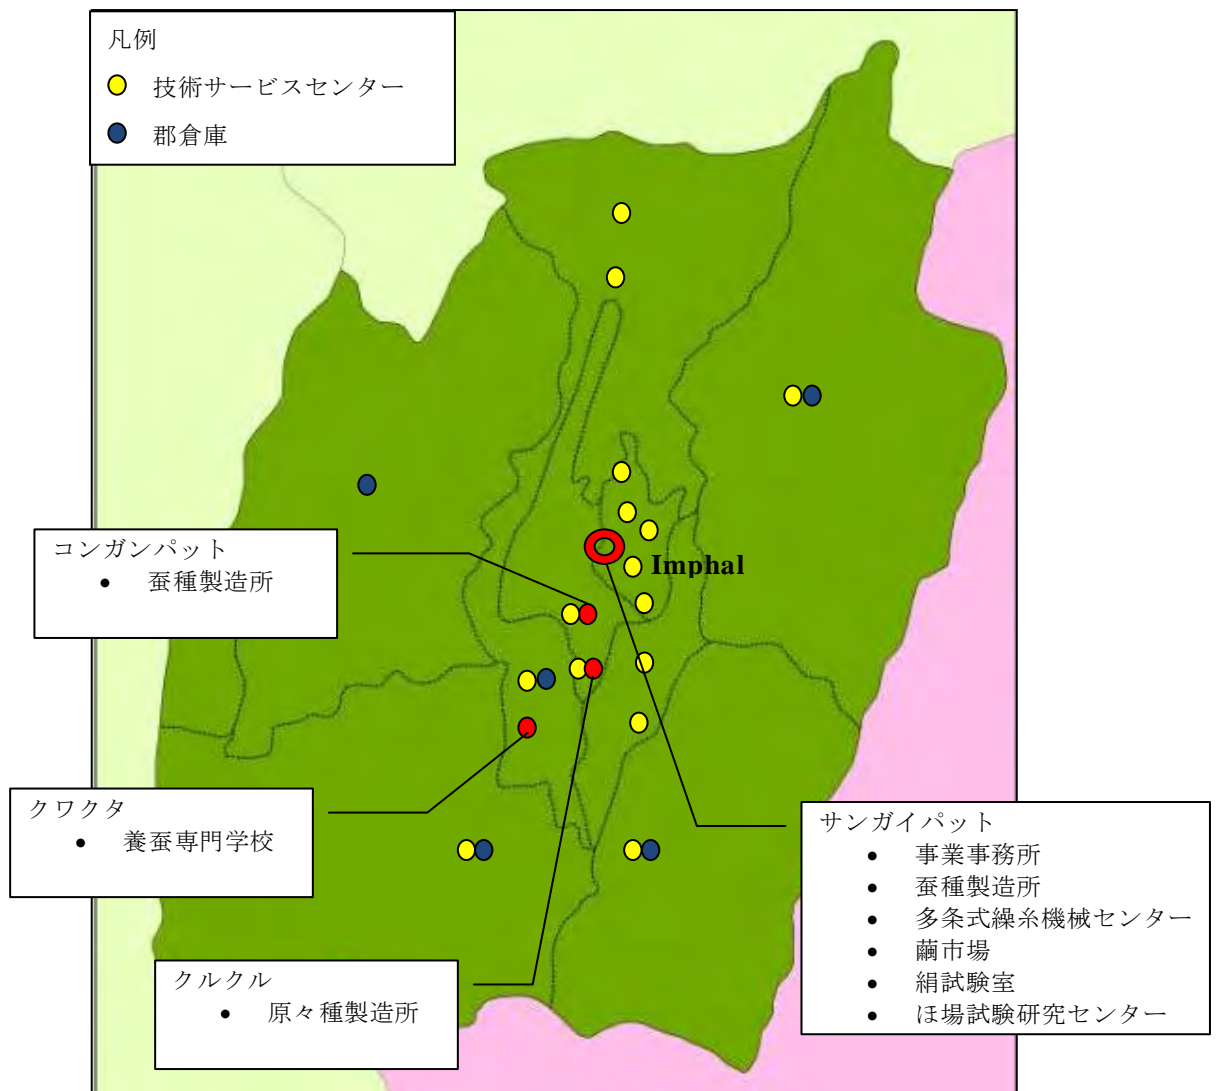 凡例
技術サービスセンター
郡倉庫
Imphal
コンガンパット
• 蚕種製造所
クワクタ
• 養蚕専門学校
クルクル
• 原々種製造所
サンガイパット
• 事業事務所
• 蚕種製造所
• 多条式繰糸機械センター
• 繭市場
• 絹試験室
• ほ場試験研究センター